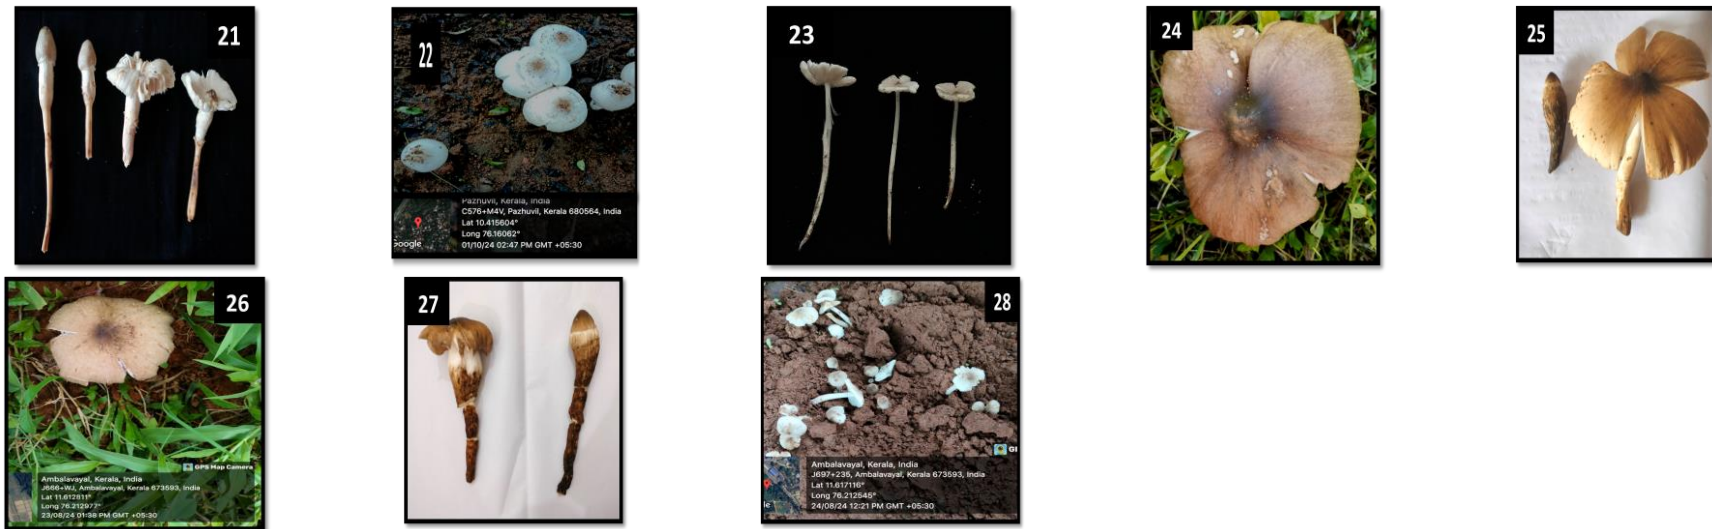 21
22
Pazhuvil, Kerala, India
C576+M4V, Pazhuvil, Kerala 680564, India
Lat 10.415604°
Long 76.16062°
01/10/24 02:47 PM GMT +05:30
Google
23
24
25
26
GPS Map Camera
Ambalavayal, Kerala, India
J666+WJ, Ambalavayal, Kerala 673593, India
Lat 11.612811°
Long 76.212977°
23/08/24 01:38 PM GMT +05:30
27
28
Ambalavayal, Kerala, India
J697+235, Ambalavayal, Kerala 673593, India
Lat 11.617116°
Long 76.212545°
24/08/24 12:21 PM GMT +05:30